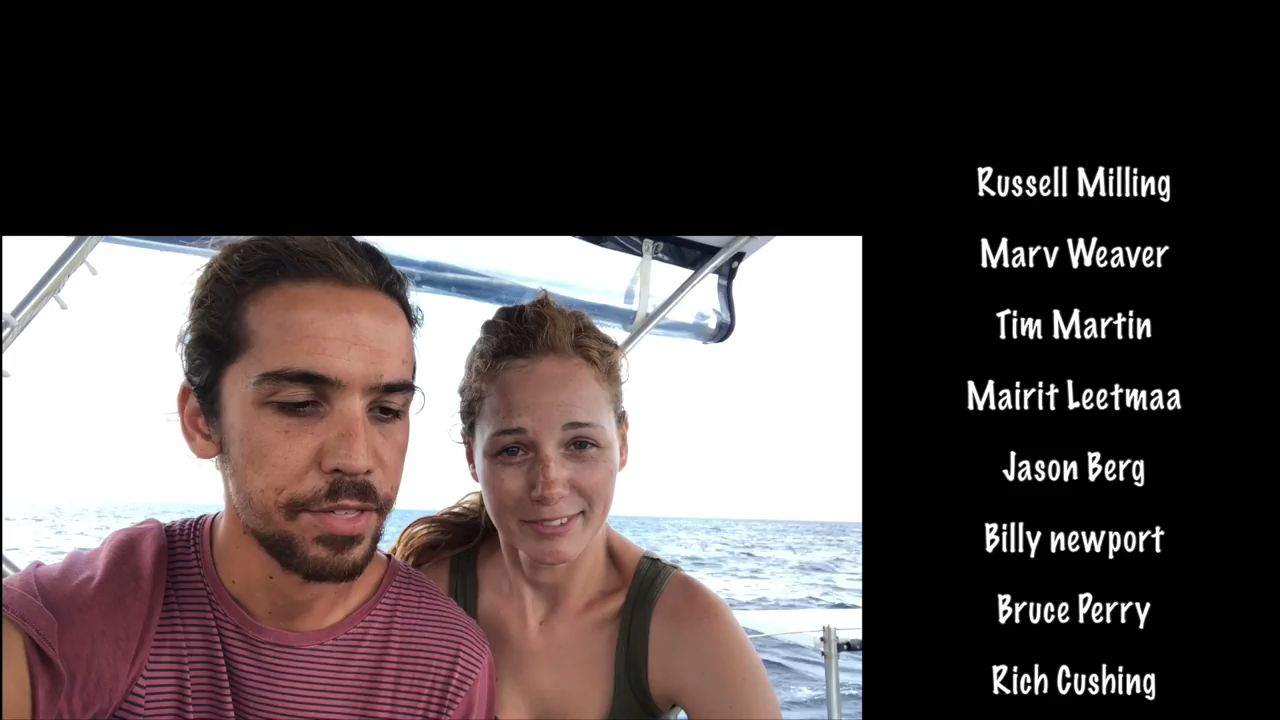 Russell Milling
Marv Weaver
Tim Martin
Mairit Leetmaa
Jason Berg
Billy newport
Bruce Perry
Rich Cushing